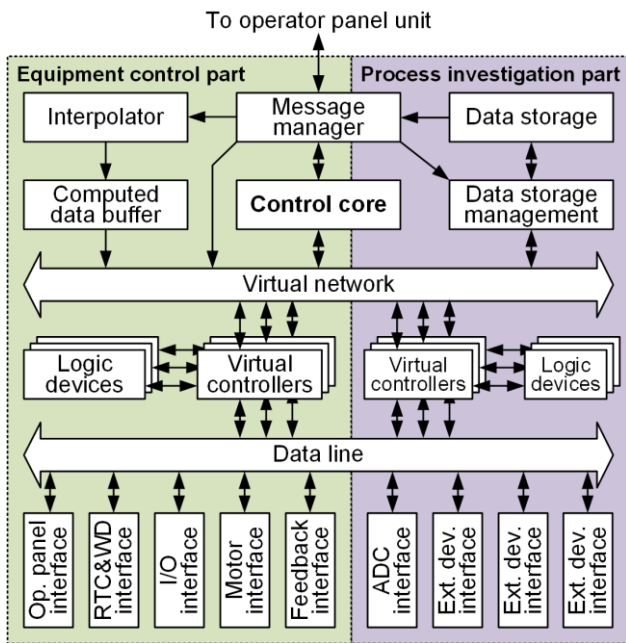 To operator panel unit
Equipment control part
Process investigation part
Interpolator
Message
manager
Data storage
Computed
data buffer
Control core
Data storage
management
Virtual network
Logic
devices
Virtual
controllers
Virtual
controllers
Logic
devices
Data line
Op. panel
interface
RTC&WD
interface
I/O
interface
Motor
interface
Feedback
interface
ADC
interface
Ext. dev.
interface
Ext. dev.
interface
Ext. dev.
interface